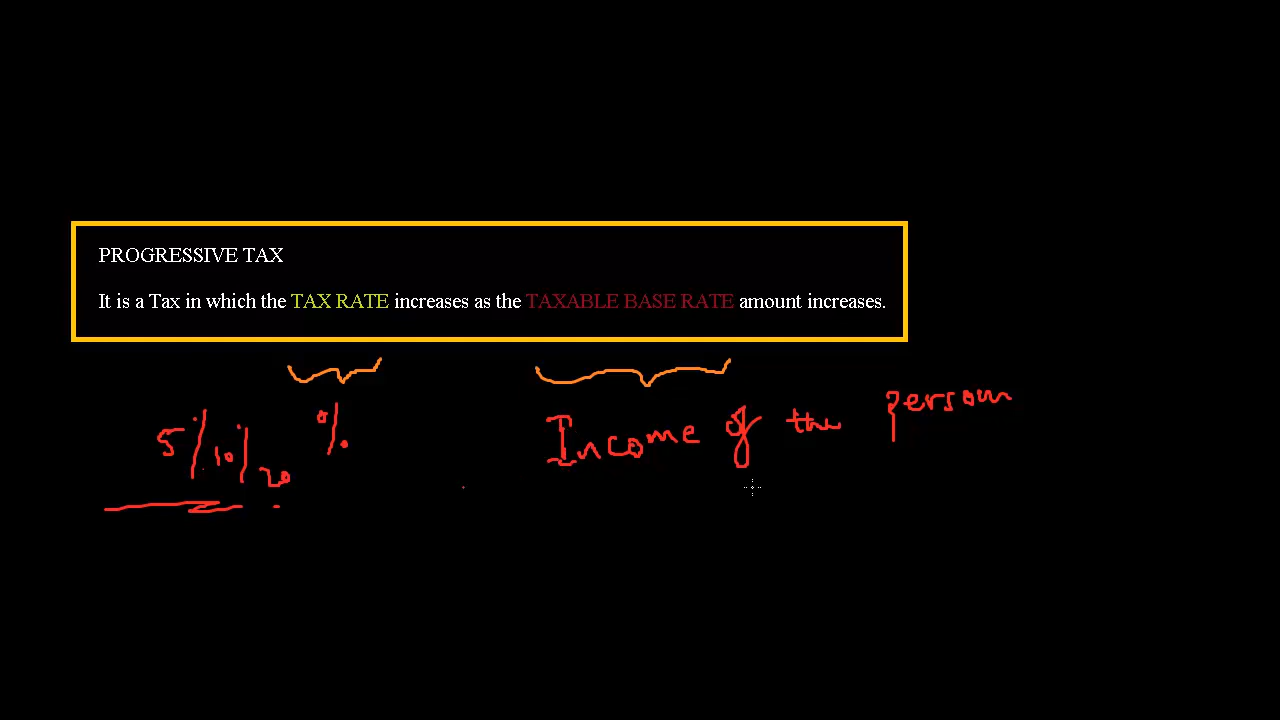 PROGRESSIVE TAX
It is a Tax in which the TAX RATE increases as the TAXABLE BASE RATE amount increases.
5% 10% 20 %
Income of the person